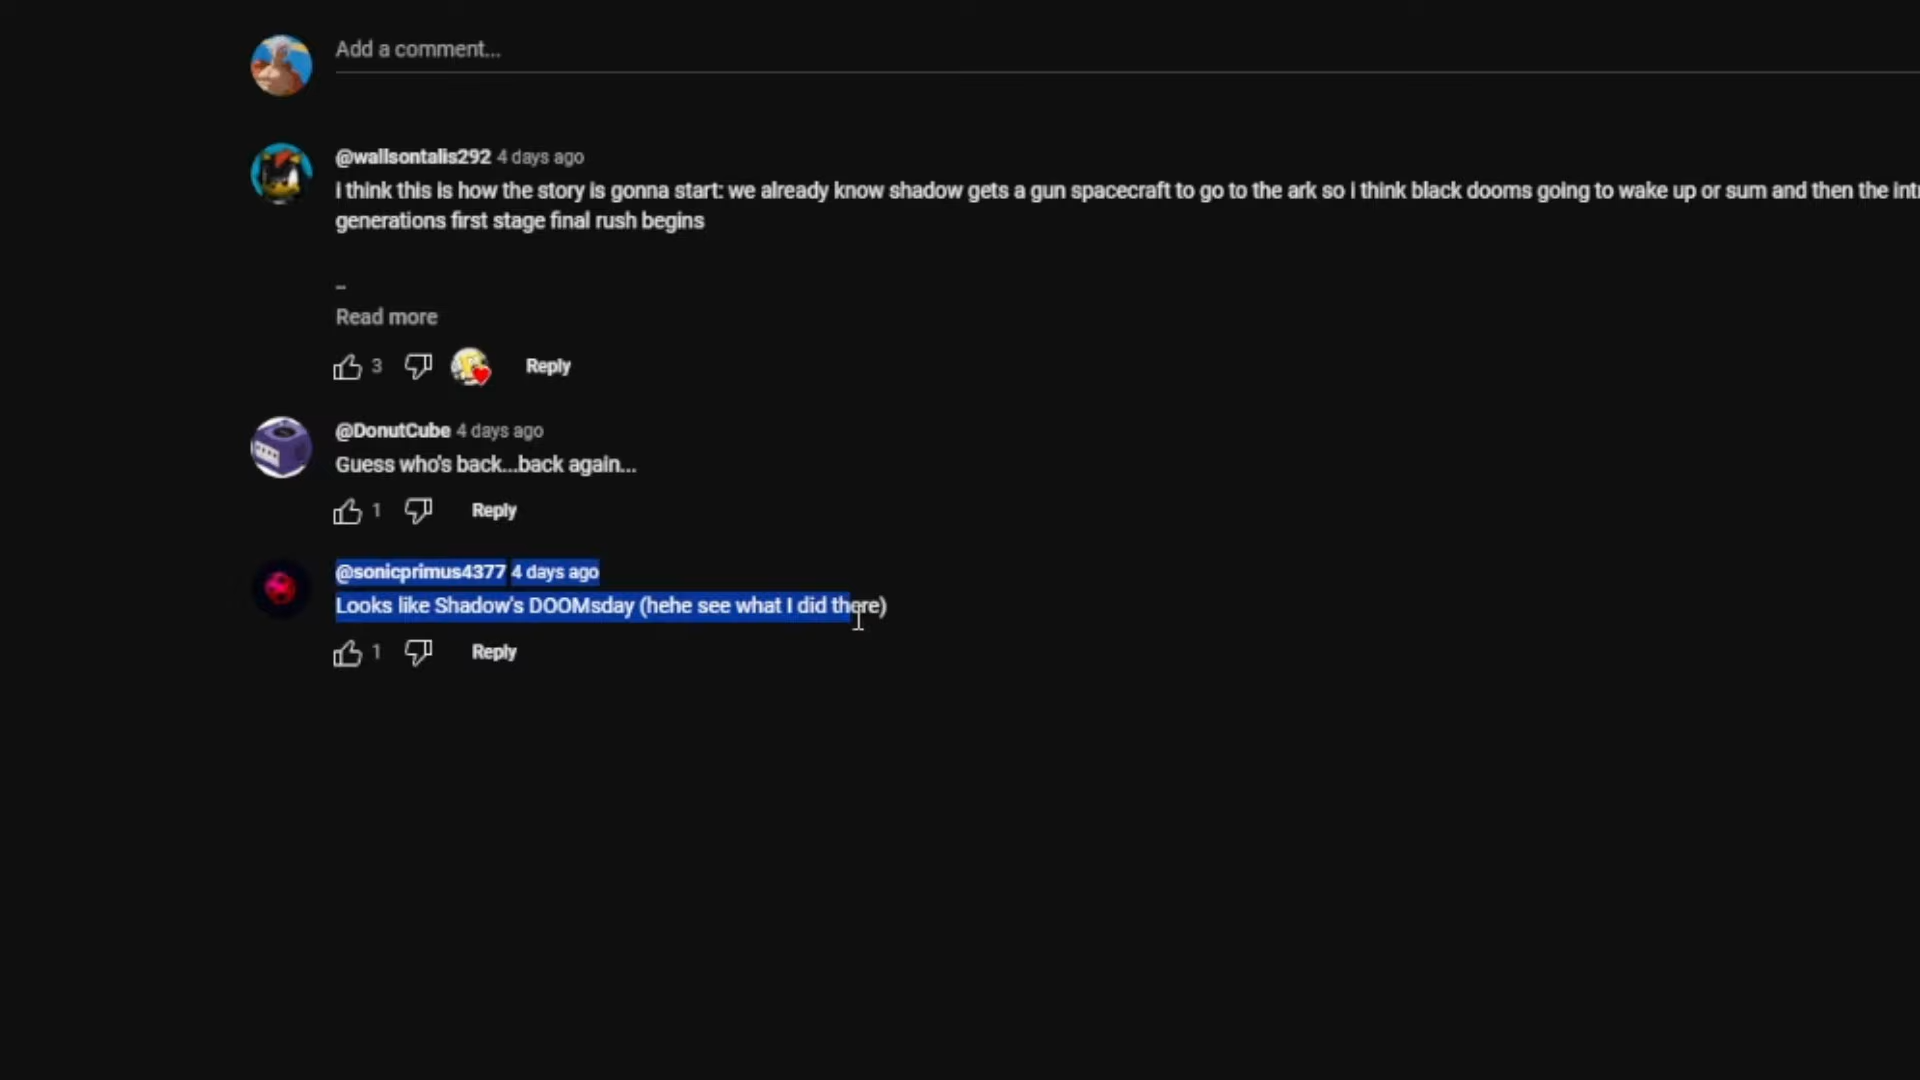 Add a comment...
@wallsontalis292 4 days ago
i think this is how the story is gonna start: we already know shadow gets a gun spacecraft to go to the ark so i think black dooms going to wake up or sum and then the
generations first stage final rush begins
--
Read more
3 Reply
@DonutCube 4 days ago
Guess who's back...back again...
1 Reply
@sonicprimus4377 4 days ago
Looks like Shadow's DOOMsday (hehe see what I did there)
1 Reply